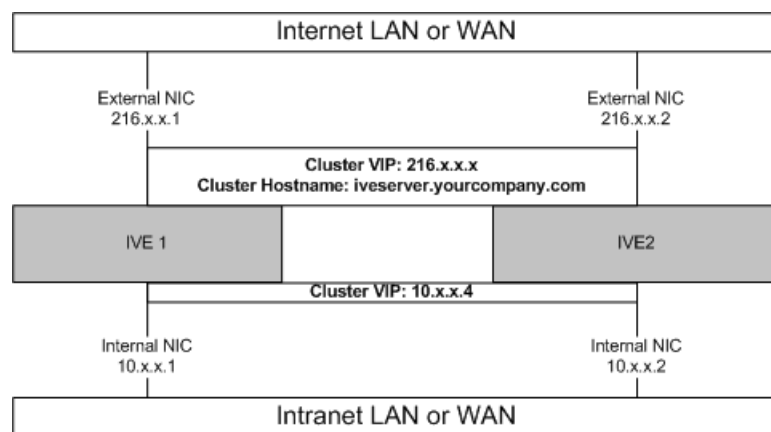 Internet LAN or WAN
External NIC
216.x.x.1
External NIC
216.x.x.2
Cluster VIP: 216.x.x.x
Cluster Hostname: iveserver.yourcompany.com
IVE 1
IVE2
Cluster VIP: 10.x.x.4
Internal NIC
10.x.x.1
Internal NIC
10.x.x.2
Intranet LAN or WAN